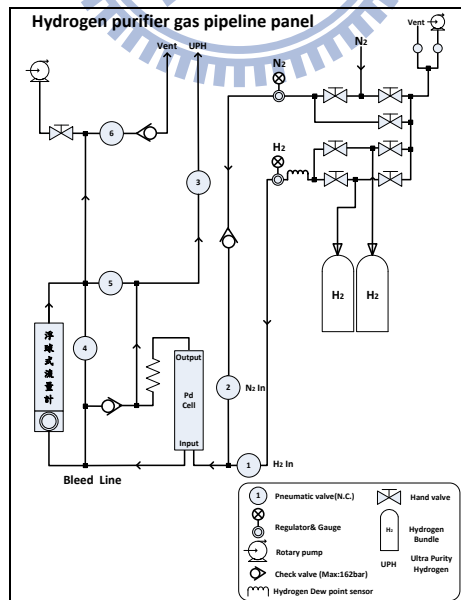 Hydrogen purifier gas pipeline panel
Vent
UPH
N₂
N₂
Vent
6
H₂
3
5
浮球式流量計
4
Output
Pd
Cell
Input
H₂
H₂
2
N₂ In
1
H₂ In
Bleed Line
1
Pneumatic valve(N.C.)
Hand valve
Regulator& Gauge
H₂
Hydrogen
Bundle
Rotary pump
UPH
Ultra Purity
Hydrogen
Check valve (Max:162bar)
Hydrogen Dew point sensor